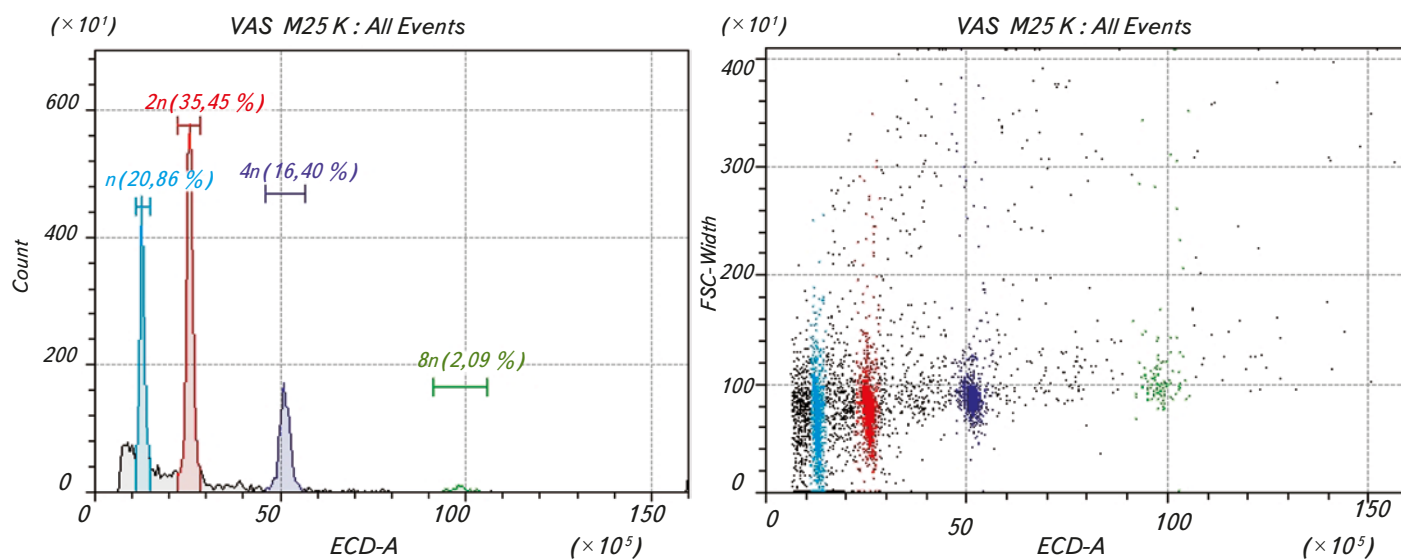 (×10¹) VAS M25 K : All Events
600
2n(35,45 %)
n(20,86 %)
4n(16,40 %)
400
Count
200
8n(2,09 %)
0
0 50 100 150
ECD-A (×10⁵)
(×10¹) VAS M25 K : All Events
400
300
FSC-Width
200
100
0
0 50 100 150
ECD-A (×10⁵)